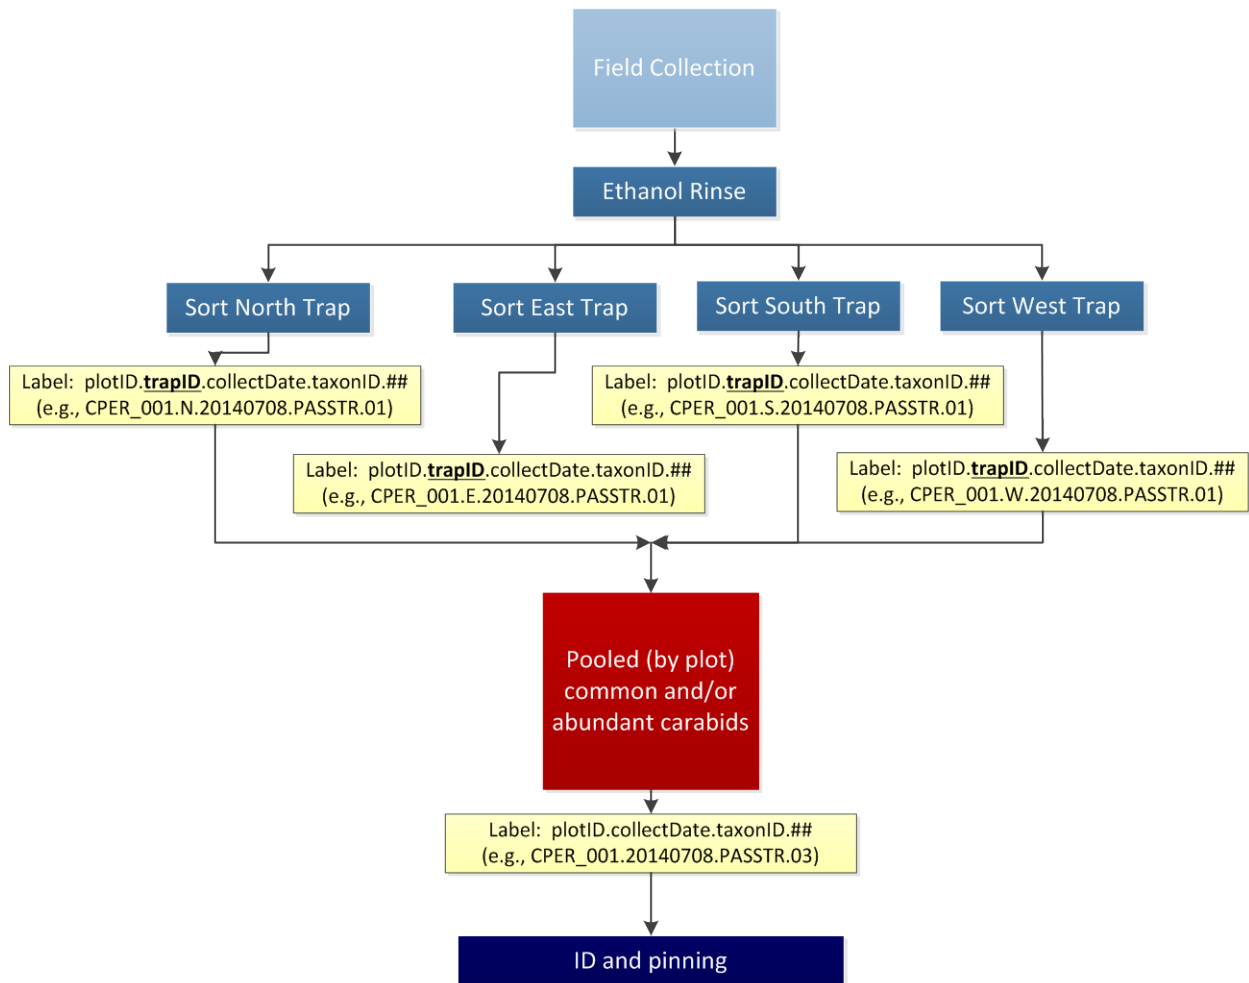 Field Collection
Ethanol Rinse
Sort North Trap
Sort East Trap
Sort South Trap
Sort West Trap
Label:  plotID.trapID.collectDate.taxonID.##
(e.g., CPER_001.N.20140708.PASSTR.01)
Label:  plotID.trapID.collectDate.taxonID.##
(e.g., CPER_001.S.20140708.PASSTR.01)
Label:  plotID.trapID.collectDate.taxonID.##
(e.g., CPER_001.E.20140708.PASSTR.01)
Label:  plotID.trapID.collectDate.taxonID.##
(e.g., CPER_001.W.20140708.PASSTR.01)
Pooled (by plot)
common and/or
abundant carabids
Label:  plotID.collectDate.taxonID.##
(e.g., CPER_001.20140708.PASSTR.03)
ID and pinning